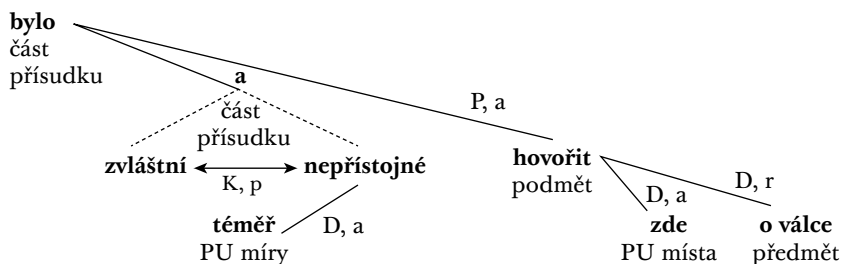 bylo
část
přísudku
a
část
přísudku
P, a
zvláštní
K, p
nepřístojné
hovořit
podmět
D, a
D, r
téměř
PU míry
D, a
zde
PU místa
o válce
předmět